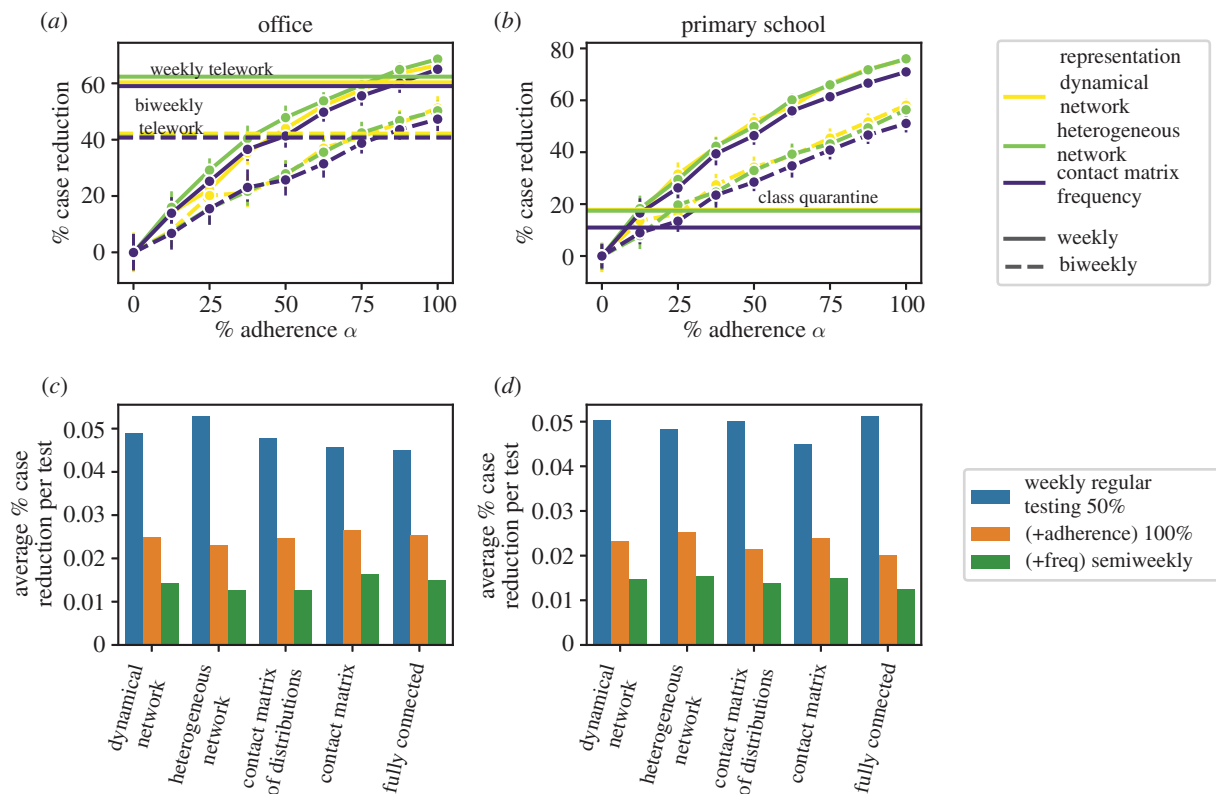 (a)
office
% case reduction
60
40
20
0
weekly telework
biweekly
telework
0
25
50
75
100
% adherence α
(b)
primary school
80
60
40
20
0
class quarantine
0
25
50
75
100
% adherence α
representation
dynamical
network
heterogeneous
network
contact matrix
frequency
weekly
biweekly
(c)
average % case
reduction per test
0.05
0.04
0.03
0.02
0.01
0
dynamical
network
heterogeneous
network
contact matrix
of distributions
contact matrix
fully connected
(d)
average % case
reduction per test
0.05
0.04
0.03
0.02
0.01
0
dynamical
network
heterogeneous
network
contact matrix
of distributions
contact matrix
fully connected
weekly regular
testing 50%
(+adherence) 100%
(+freq) semiweekly
% case reduction